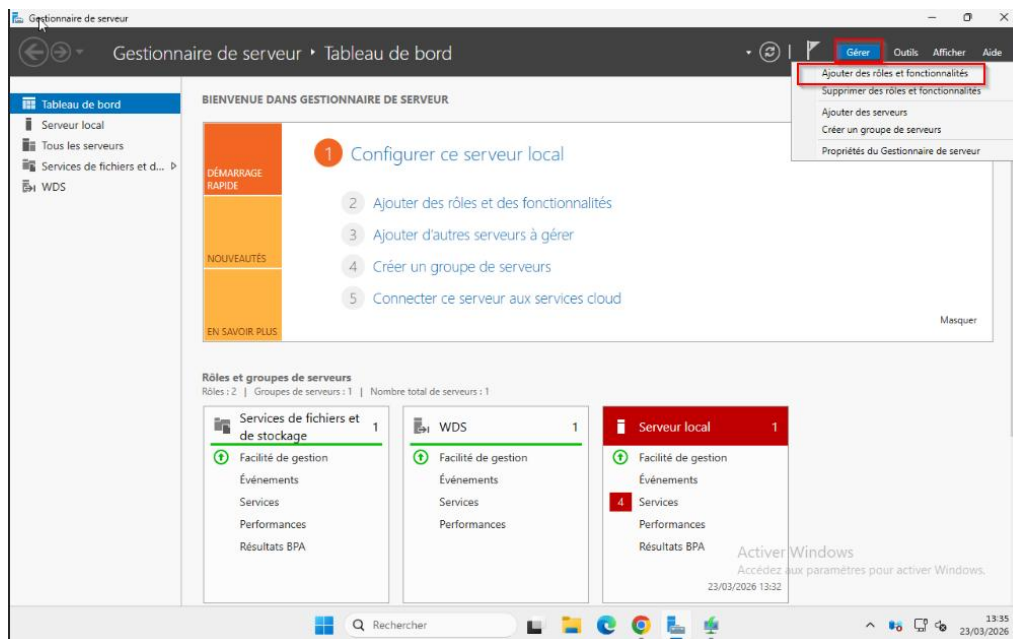 Gestionnaire de serveur
Gestionnaire de serveur ‣ Tableau de bord
Gérer
Outils
Afficher
Aide
Ajouter des rôles et fonctionnalités
Supprimer des rôles et fonctionnalités
Ajouter des serveurs
Créer un groupe de serveurs
Propriétés du Gestionnaire de serveur
Tableau de bord
Serveur local
Tous les serveurs
Services de fichiers et d...
WDS
BIENVENUE DANS GESTIONNAIRE DE SERVEUR
DÉMARRAGE
RAPIDE
NOUVEAUTÉS
EN SAVOIR PLUS
1 Configurer ce serveur local
2 Ajouter des rôles et des fonctionnalités
3 Ajouter d'autres serveurs à gérer
4 Créer un groupe de serveurs
5 Connecter ce serveur aux services cloud
Masquer
Rôles et groupes de serveurs
Rôles : 2 | Groupes de serveurs : 1 | Nombre total de serveurs : 1
Services de fichiers et
de stockage
1
Facilité de gestion
Événements
Services
Performances
Résultats BPA
WDS 1
Facilité de gestion
Événements
Services
Performances
Serveur local 1
Facilité de gestion
Événements
4 Services
Performances
Résultats BPA
23/03/2026 13:32
Activer Windows
Accédez aux paramètres pour activer Windows.
Rechercher
13:35
23/03/2026